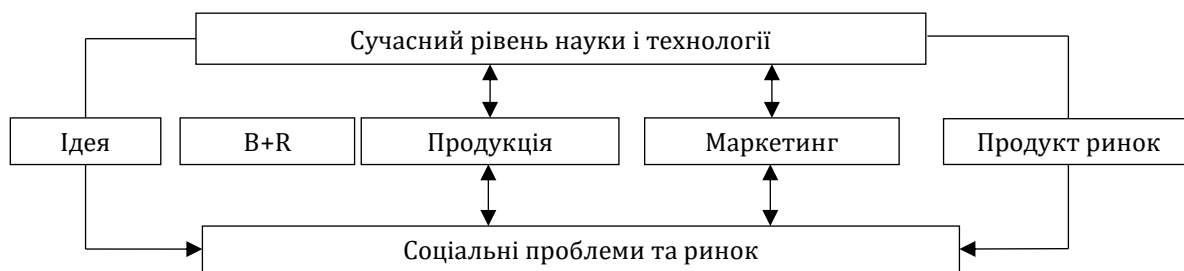 Сучасний рівень науки і технології
Ідея
B+R
Продукція
Маркетинг
Продукт ринок
Соціальні проблеми та ринок